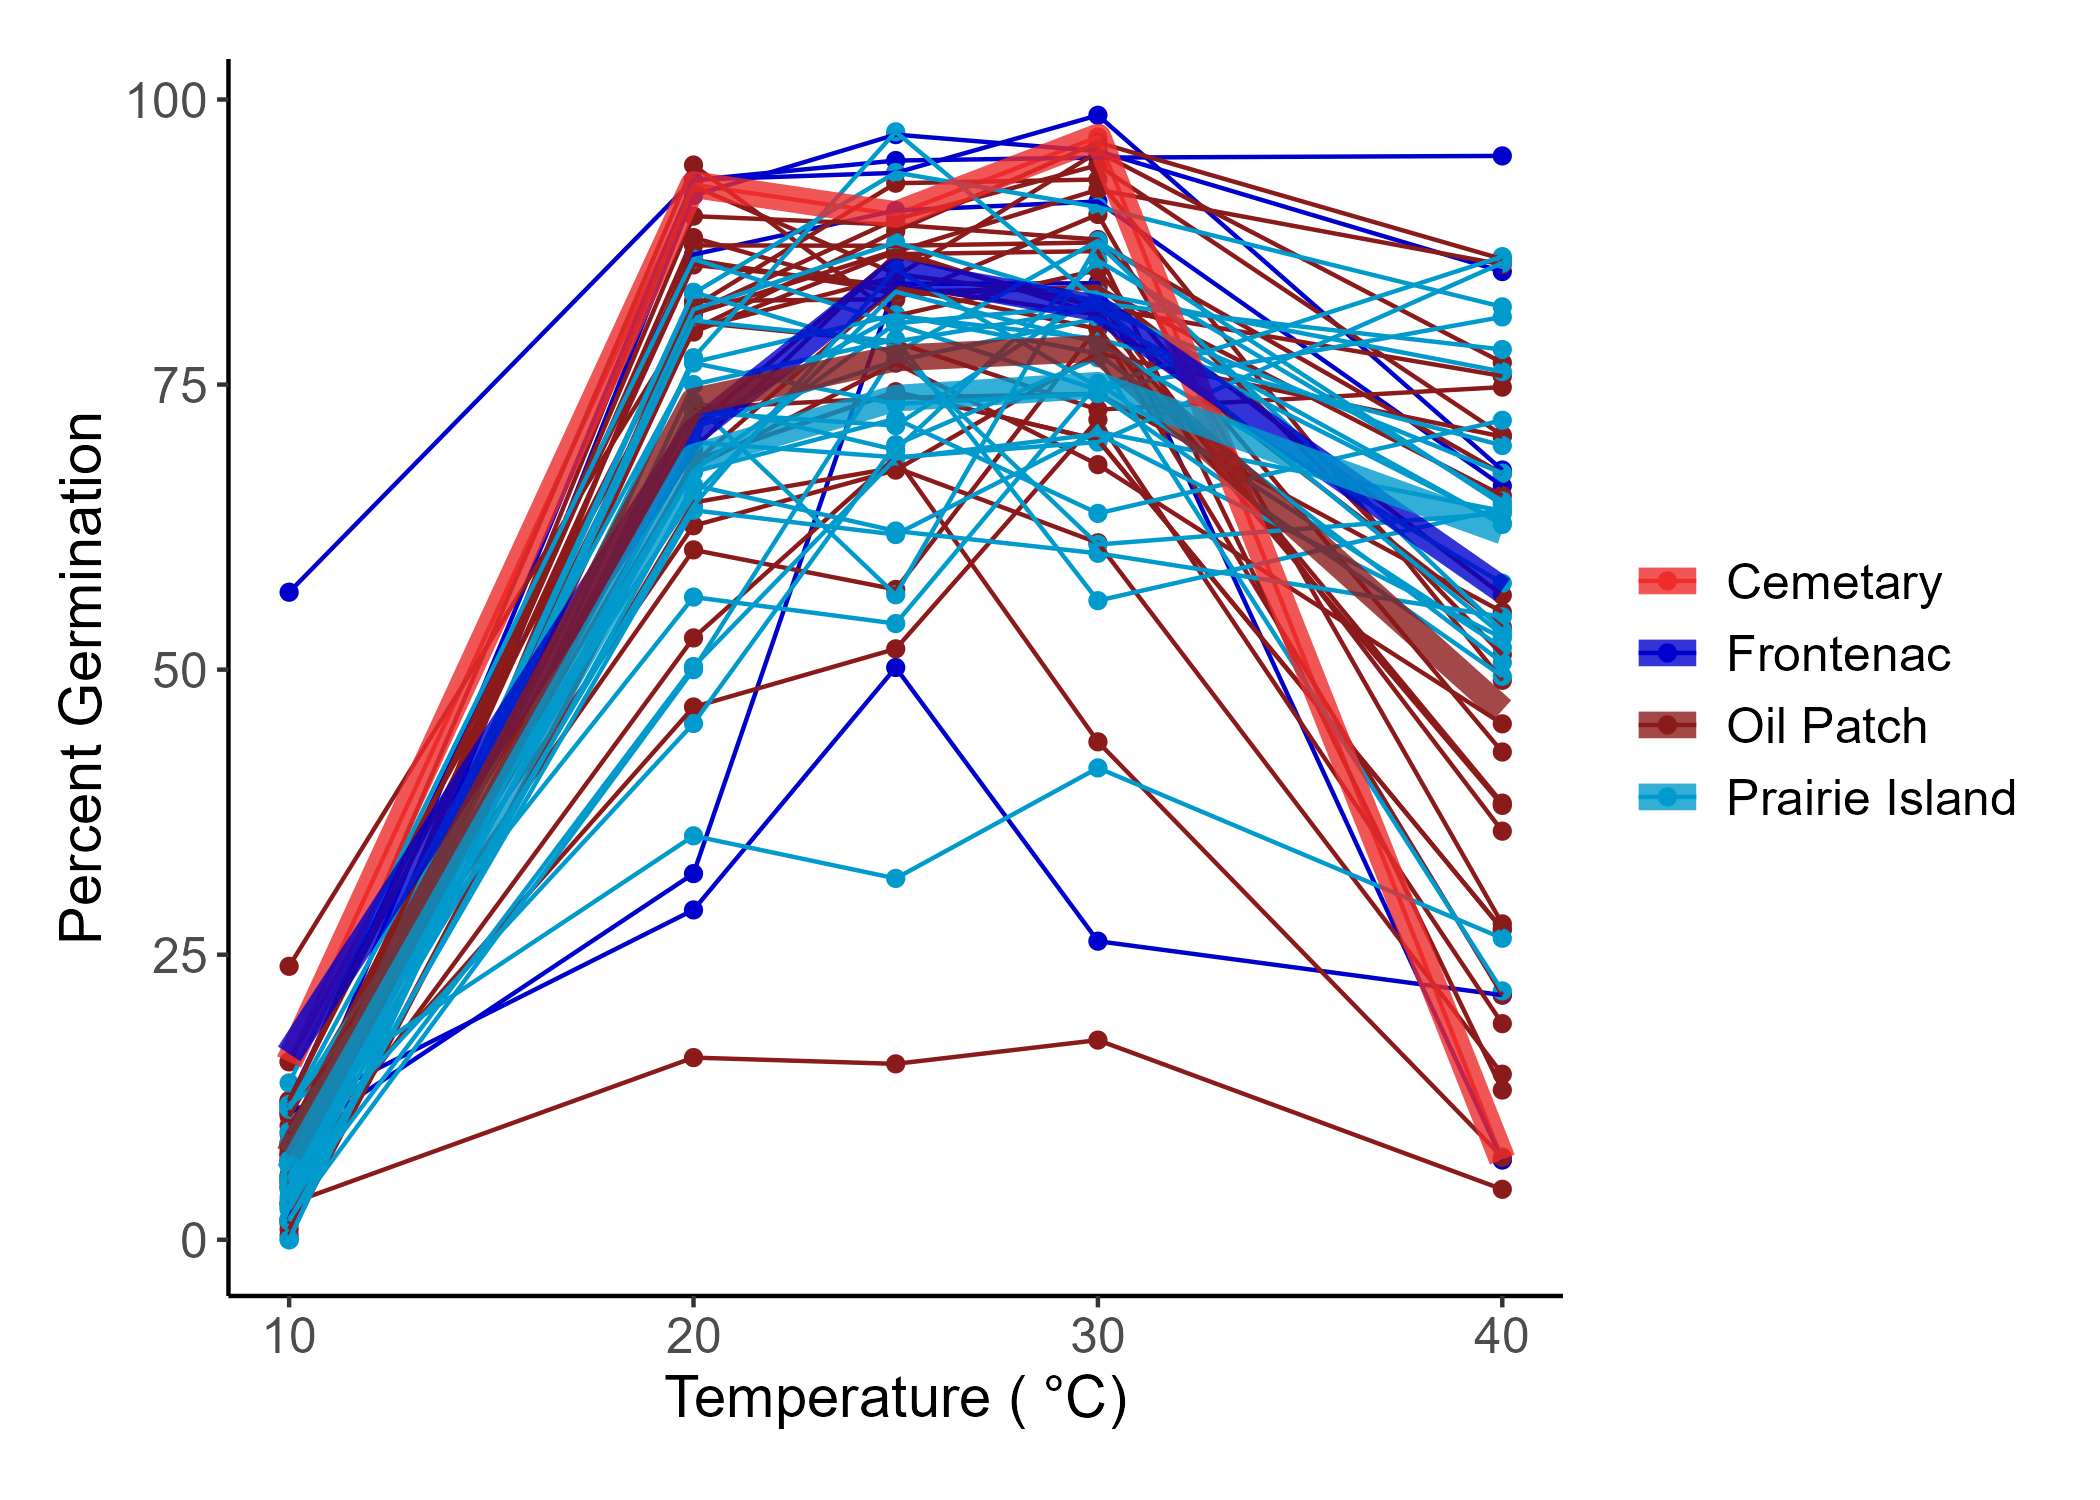 100
75
50
25
0
Percent Germination
10 20 30 40
Temperature ( °C)
Cemetary
Frontenac
Oil Patch
Prairie Island